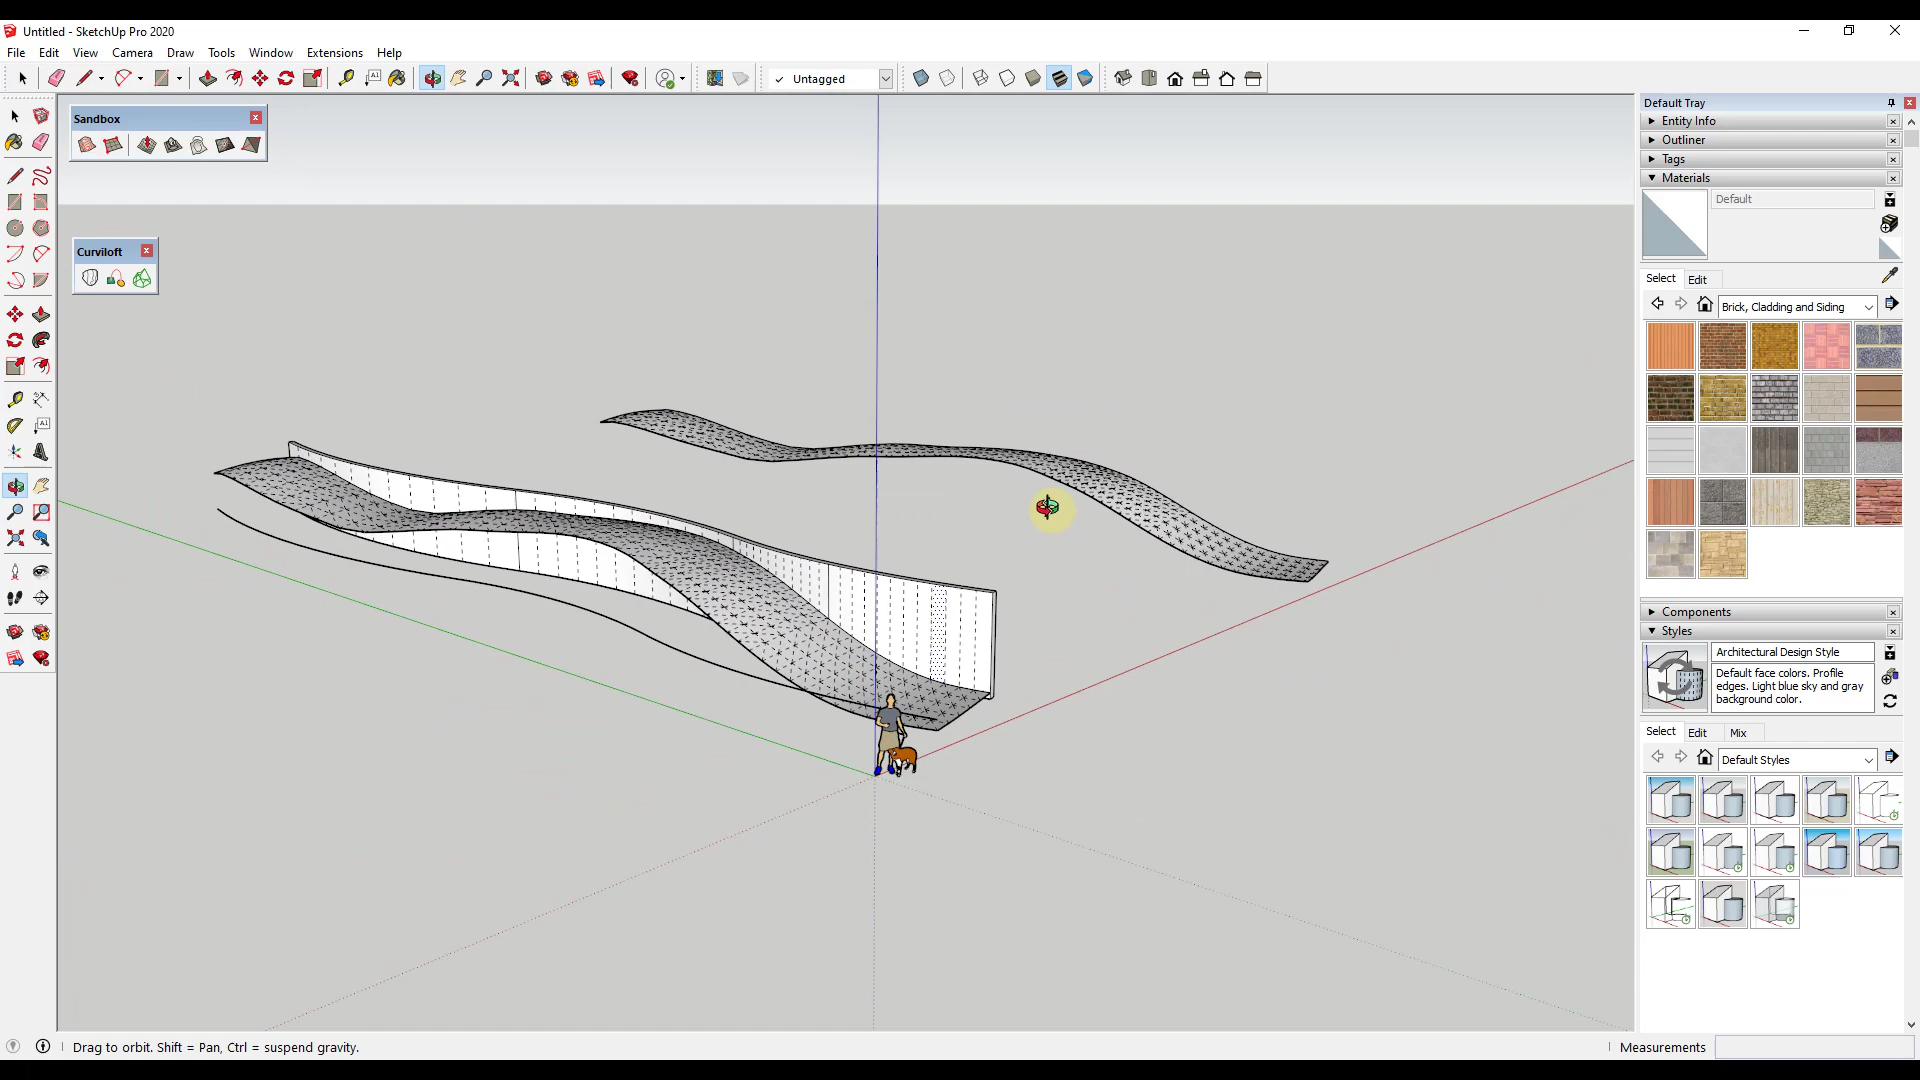 Untitled - SketchUp Pro 2020
File Edit View Camera Draw Tools Window Extensions Help
Untagged
Sandbox
Curviloft
Default Tray
Entity Info
Outliner
Tags
Materials
Default
Select Edit
Brick, Cladding and Siding
Components
Styles
Architectural Design Style
Default face colors. Profile
edges. Light blue sky and gray
background color.
Select Edit Mix
Default Styles
Drag to orbit. Shift = Pan, Ctrl = suspend gravity.
Measurements